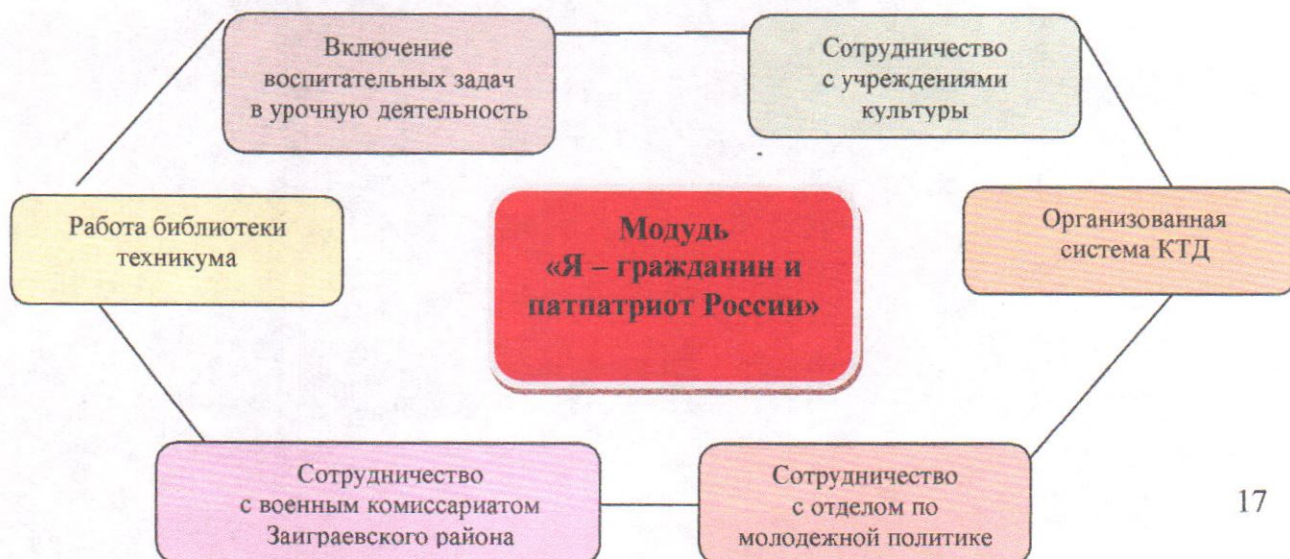 Включение
воспитательных задач
в урочную деятельность
Сотрудничество
с учреждениями
культуры
Работа библиотеки
техникума
Модудь
«Я – гражданин и
патпатриот России»
Организованная
система КТД
Сотрудничество
с военным комиссариатом
Заиграевского района
Сотрудничество
с отделом по
молодежной политике
17